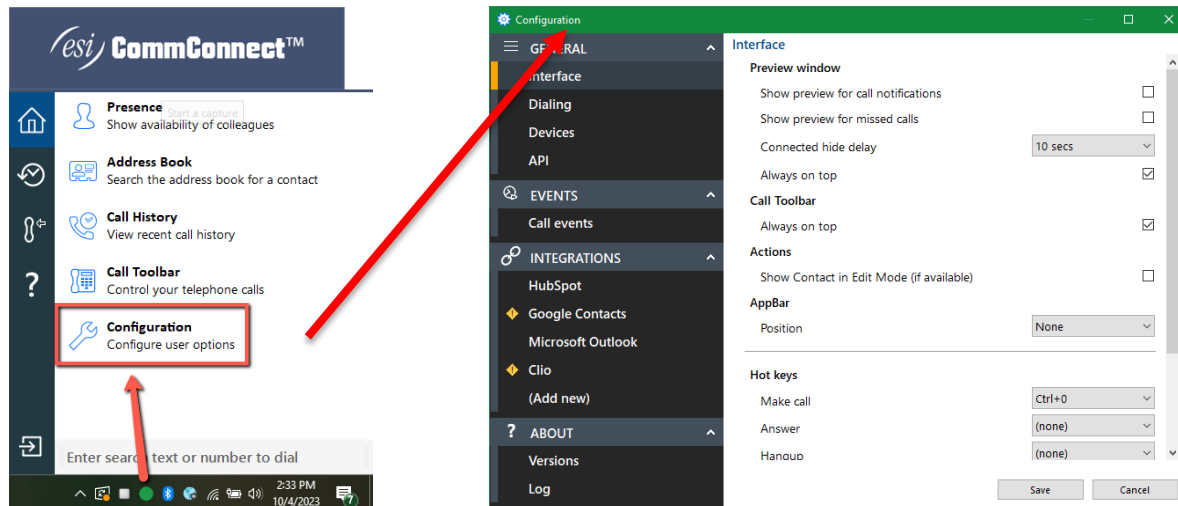 esi CommConnect™
Presence
Start a capture
Show availability of colleagues
Address Book
Search the address book for a contact
Call History
View recent call history
Call Toolbar
Control your telephone calls
Configuration
Configure user options
?
Enter search text or number to dial
2:33 PM
10/4/2023
7
Configuration
GENERAL
Interface
Dialing
Devices
API
EVENTS
Call events
INTEGRATIONS
HubSpot
Google Contacts
Microsoft Outlook
Clio
(Add new)
? ABOUT
Versions
Log
Interface
Preview window
Show preview for call notifications
Show preview for missed calls
Connected hide delay 10 secs
Always on top
Call Toolbar
Always on top
Actions
Show Contact in Edit Mode (if available)
AppBar
Position None
Hot keys
Make call Ctrl+0
Answer (none)
Hangup (none)
Save Cancel